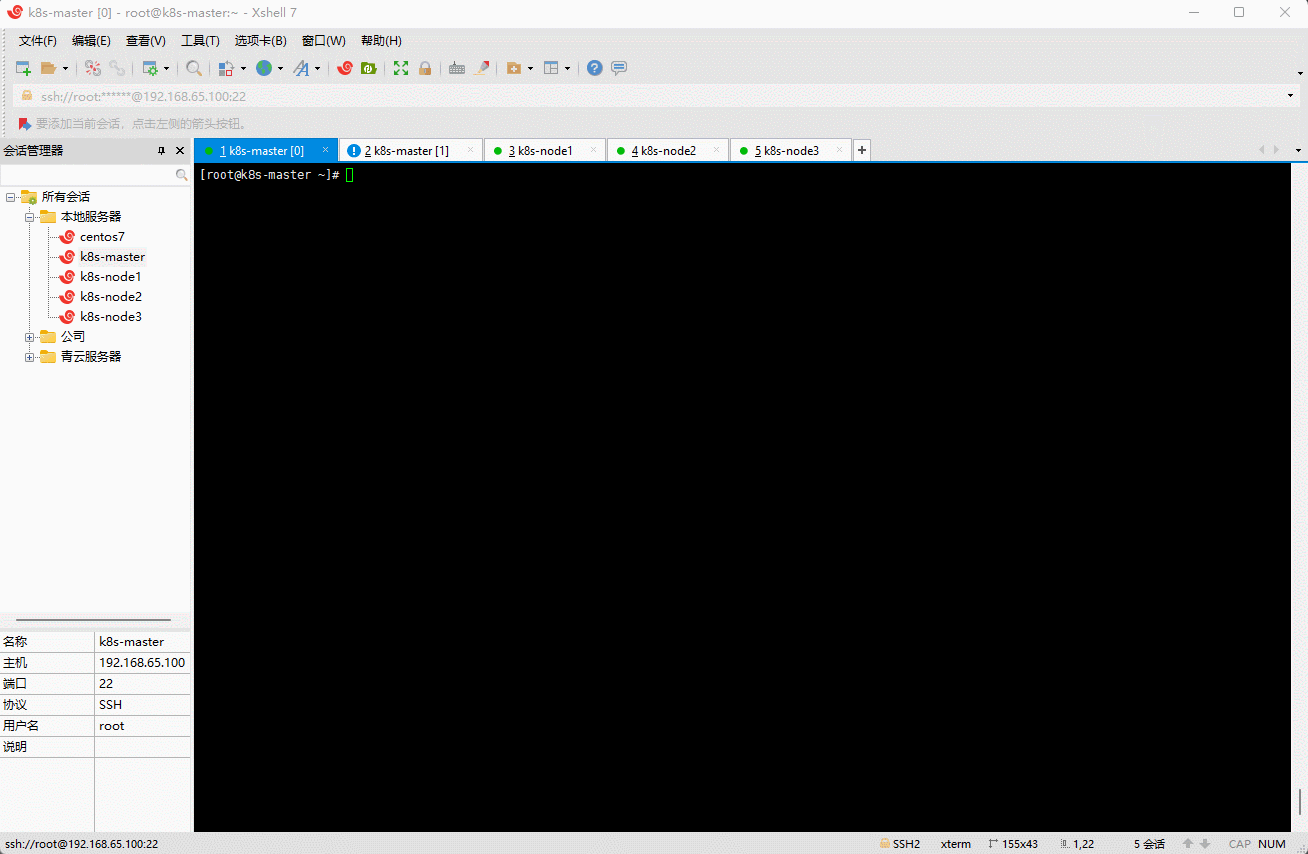 k8s-master [0] - root@k8s-master:~ - Xshell 7
文件(F) 编辑(E) 查看(V) 工具(T) 选项卡(B) 窗口(W) 帮助(H)
ssh://root:******@192.168.65.100:22
要添加当前会话，点击左侧的箭头按钮。
会话管理器
1 k8s-master [0] 2 k8s-master [1] 3 k8s-node1 4 k8s-node2 5 k8s-node3
[root@k8s-master ~]#
所有会话
本地服务器
centos7
k8s-master
k8s-node1
k8s-node2
k8s-node3
公司
青云服务器
名称 k8s-master
主机 192.168.65.100
端口 22
协议 SSH
用户名 root
说明
ssh://root@192.168.65.100:22 SSH2 xterm 155x43 1,22 5 会话 CAP NUM